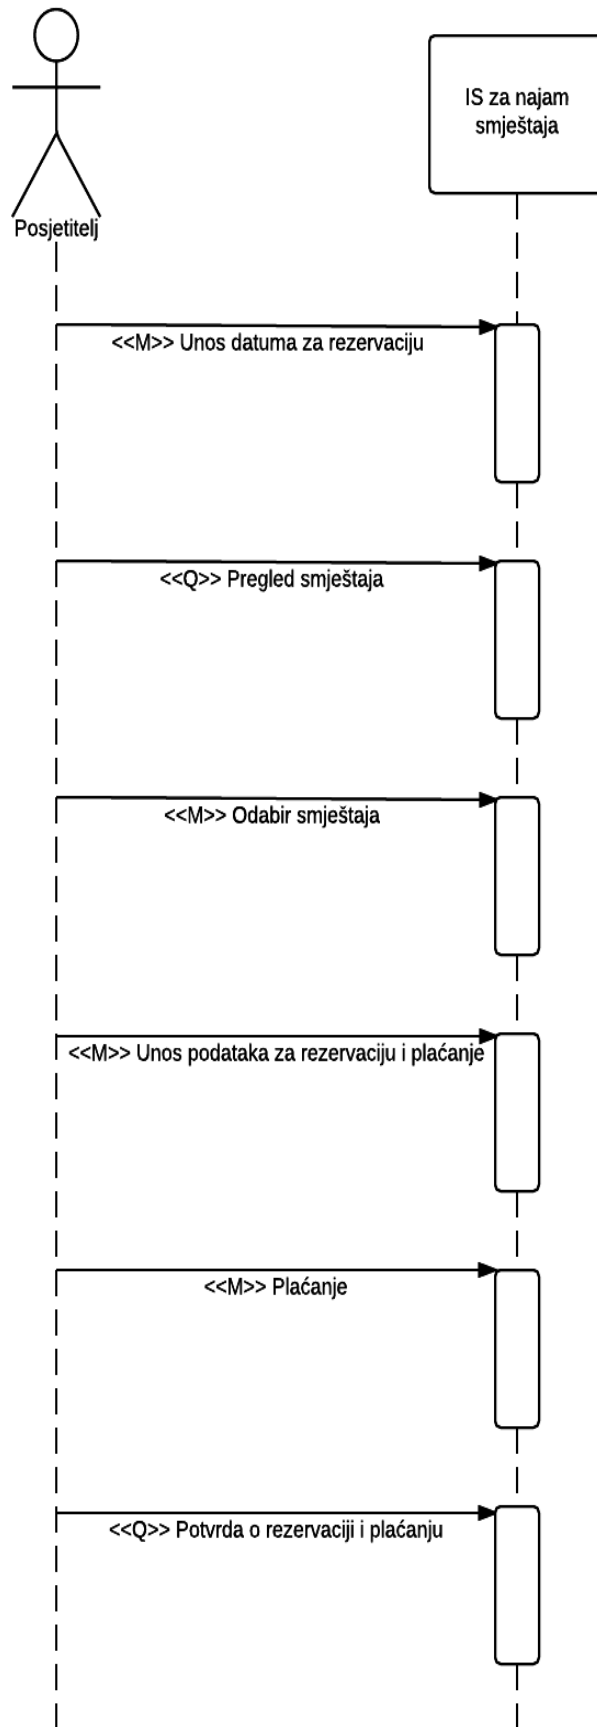 IS za najam
smještaja
Posjetitelj
<<M>> Unos datuma za rezervaciju
<<Q>> Pregled smještaja
<<M>> Odabir smještaja
<<M>> Unos podataka za rezervaciju i plaćanje
<<M>> Plaćanje
<<Q>> Potvrda o rezervaciji i plaćanju